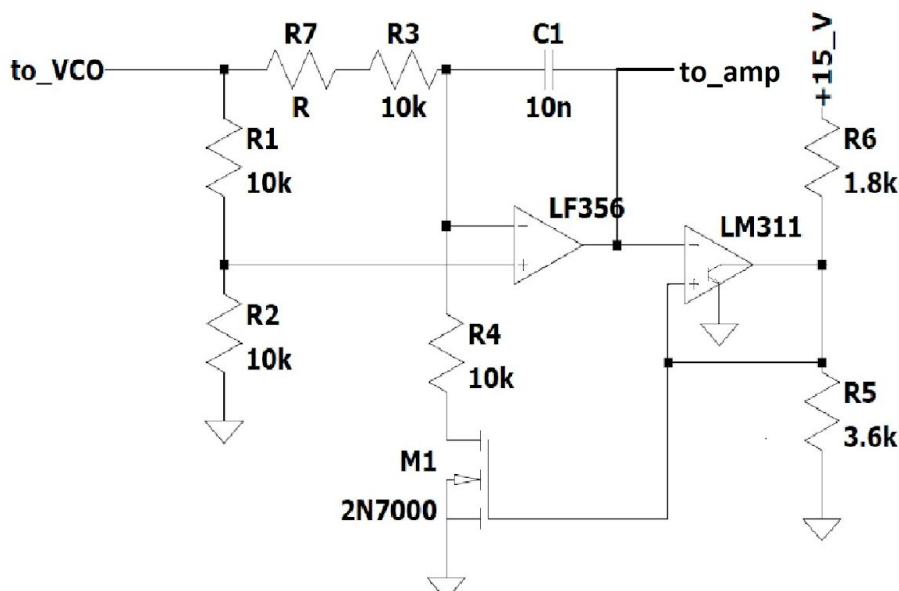 to_VCO
R7
R
R3
10k
C1
10n
to_amp
+15_V
R1
10k
R6
1.8k
LF356
LM311
R2
10k
R4
10k
R5
3.6k
M1
2N7000